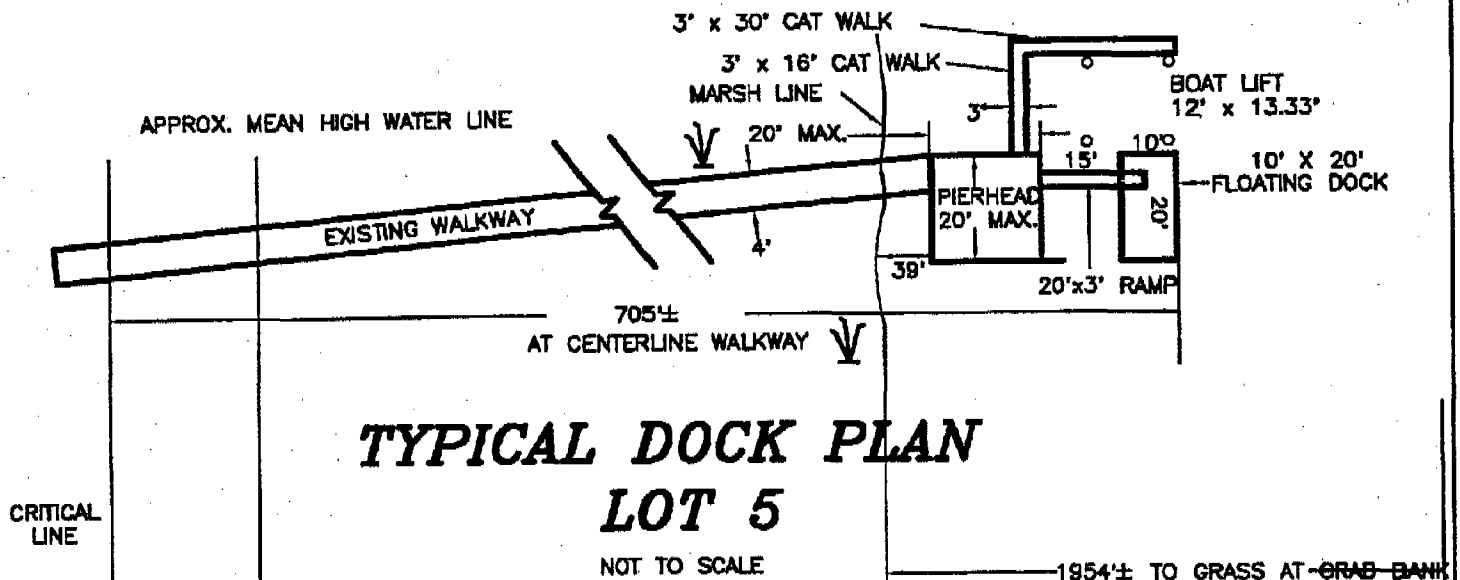 3' x 30' CAT WALK
3' x 16' CAT WALK
MARSH LINE
APPROX. MEAN HIGH WATER LINE
20' MAX.
3'
BOAT LIFT
12' x 13.33'
10'
15'
10' X 20'
FLOATING DOCK
PIERHEAD
20' MAX.
20'
EXISTING WALKWAY
4'
39'
20'x3' RAMP
705'±
AT CENTERLINE WALKWAY
TYPICAL DOCK PLAN
LOT 5
NOT TO SCALE
CRITICAL
LINE
1954'± TO GRASS AT CRAB BANK